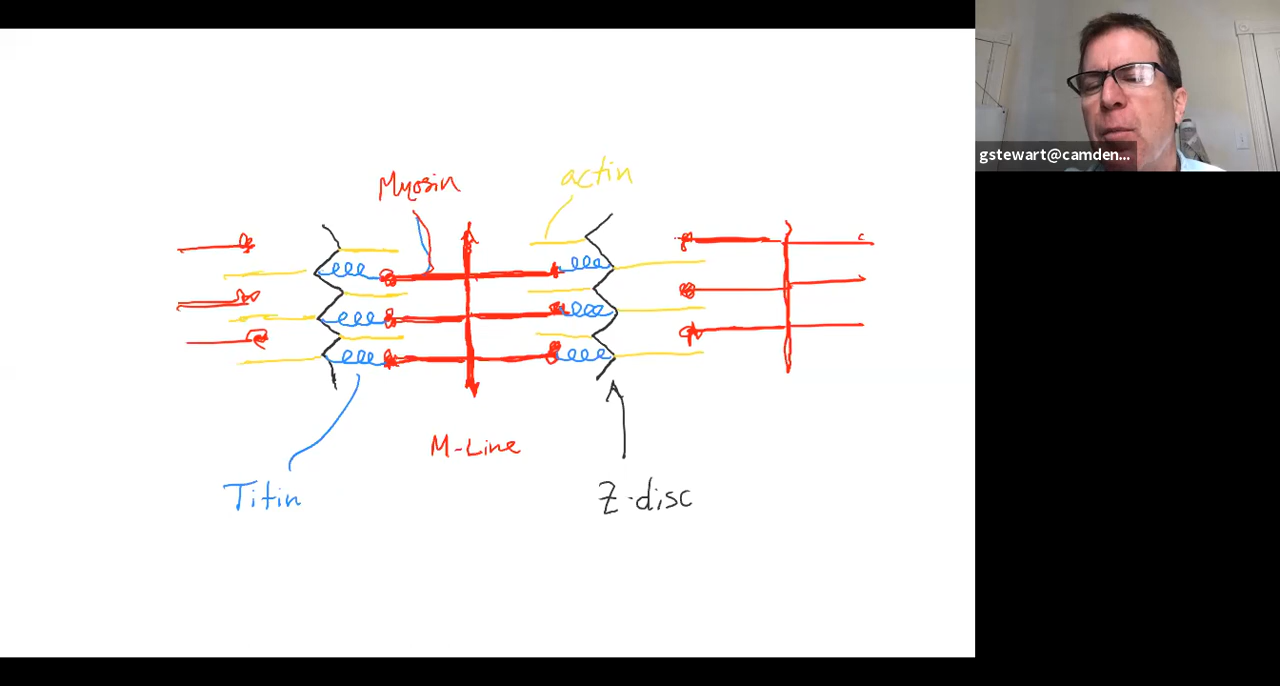 gstewart@camden...
actin
Myosin
M-Line
Titin
Z-disc